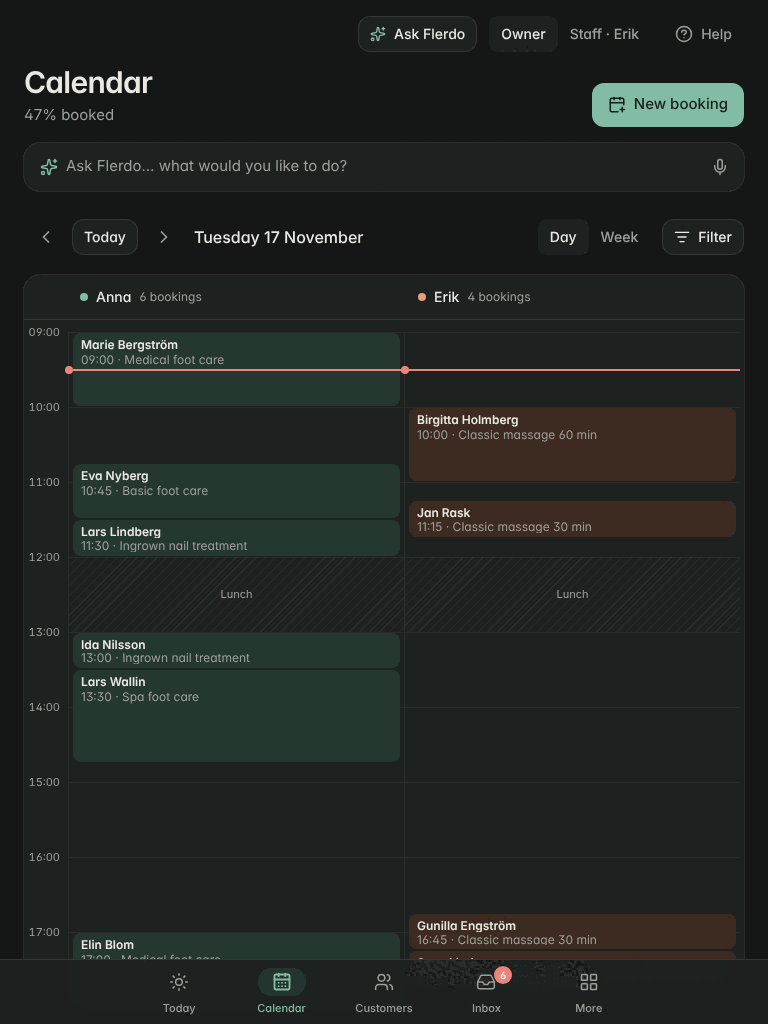 Ask Flerdo
Owner
Staff · Erik
Help
Calendar
47% booked
New booking
Ask Flerdo... what would you like to do?
Today
Tuesday 17 November
Day
Week
Filter
Anna 6 bookings
Erik 4 bookings
09:00
Marie Bergström
09:00 · Medical foot care
10:00
Birgitta Holmberg
10:00 · Classic massage 60 min
Eva Nyberg
10:45 · Basic foot care
11:00
Jan Rask
11:15 · Classic massage 30 min
Lars Lindberg
11:30 · Ingrown nail treatment
12:00
Lunch
Lunch
13:00
Ida Nilsson
13:00 · Ingrown nail treatment
Lars Wallin
13:30 · Spa foot care
14:00
15:00
16:00
Gunilla Engström
16:45 · Classic massage 30 min
17:00
Elin Blom
17:00 · Medical foot care
Today
Calendar
Customers
Inbox
6
More